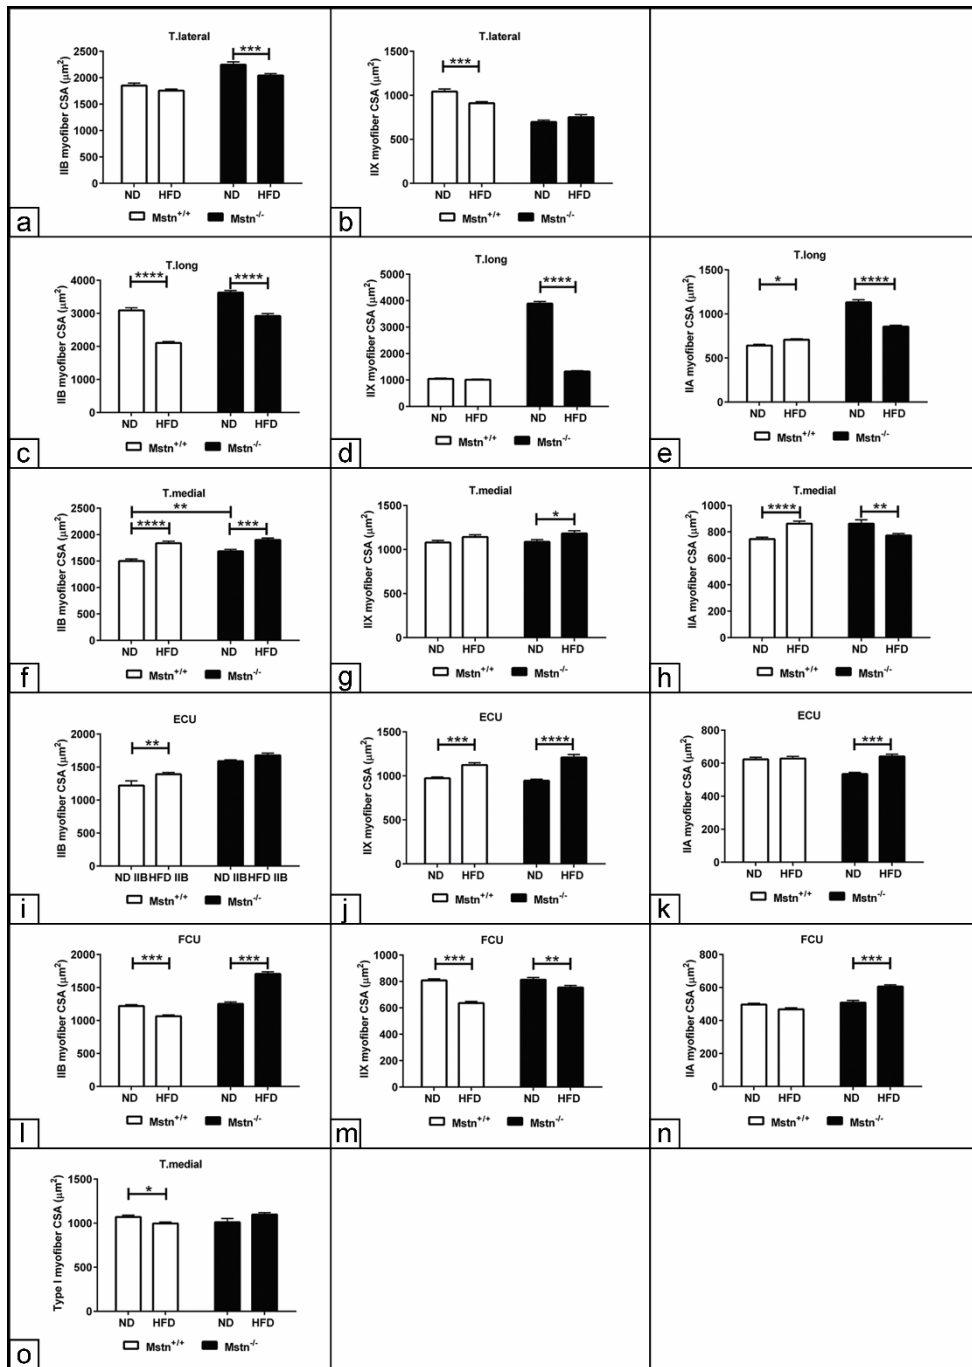 T.lateral
***
IIB myofiber CSA (μm²)
2500
2000
1500
1000
500
0
ND HFD ND HFD
Mstn⁺/⁺ Mstn⁻/⁻
a
T.lateral
***
IIX myofiber CSA (μm²)
1500
1000
500
0
ND HFD ND HFD
Mstn⁺/⁺ Mstn⁻/⁻
b
T.long
**** ****
IIB myofiber CSA (μm²)
4000
3000
2000
1000
0
ND HFD ND HFD
Mstn⁺/⁺ Mstn⁻/⁻
c
T.long
****
IIX myofiber CSA (μm²)
5000
4000
3000
2000
1000
0
ND HFD ND HFD
Mstn⁺/⁺ Mstn⁻/⁻
d
T.long
* ****
IIA myofiber CSA (μm²)
1500
1000
500
0
ND HFD ND HFD
Mstn⁺/⁺ Mstn⁻/⁻
e
T.medial
**
**** ***
IIB myofiber CSA (μm²)
2500
2000
1500
1000
500
0
ND HFD ND HFD
Mstn⁺/⁺ Mstn⁻/⁻
f
T.medial
*
IIX myofiber CSA (μm²)
1500
1000
500
0
ND HFD ND HFD
Mstn⁺/⁺ Mstn⁻/⁻
g
T.medial
**** **
IIA myofiber CSA (μm²)
1000
800
600
400
200
0
ND HFD ND HFD
Mstn⁺/⁺ Mstn⁻/⁻
h
ECU
**
IIB myofiber CSA (μm²)
2000
1500
1000
500
0
ND IIB HFD IIB ND IIB HFD IIB
Mstn⁺/⁺ Mstn⁻/⁻
i
ECU
*** ****
IIX myofiber CSA (μm²)
1500
1000
500
0
ND HFD ND HFD
Mstn⁺/⁺ Mstn⁻/⁻
j
ECU
***
IIA myofiber CSA (μm²)
800
600
400
200
0
ND HFD ND HFD
Mstn⁺/⁺ Mstn⁻/⁻
k
FCU
*** ***
IIB myofiber CSA (μm²)
2000
1500
1000
500
0
ND HFD ND HFD
Mstn⁺/⁺ Mstn⁻/⁻
l
FCU
*** **
IIX myofiber CSA (μm²)
1000
800
600
400
200
0
ND HFD ND HFD
Mstn⁺/⁺ Mstn⁻/⁻
m
FCU
***
IIA myofiber CSA (μm²)
800
600
400
200
0
ND HFD ND HFD
Mstn⁺/⁺ Mstn⁻/⁻
n
T.medial
*
Type I myofiber CSA (μm²)
1500
1000
500
0
ND HFD ND HFD
Mstn⁺/⁺ Mstn⁻/⁻
o